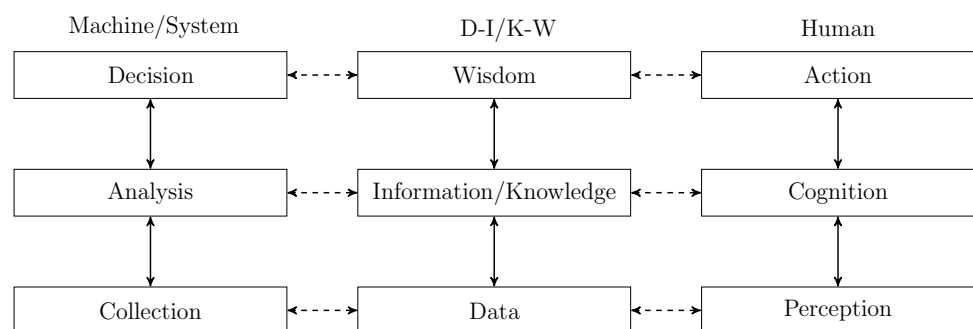 Machine/System D-I/K-W Human
Decision Wisdom Action
Analysis Information/Knowledge Cognition
Collection Data Perception